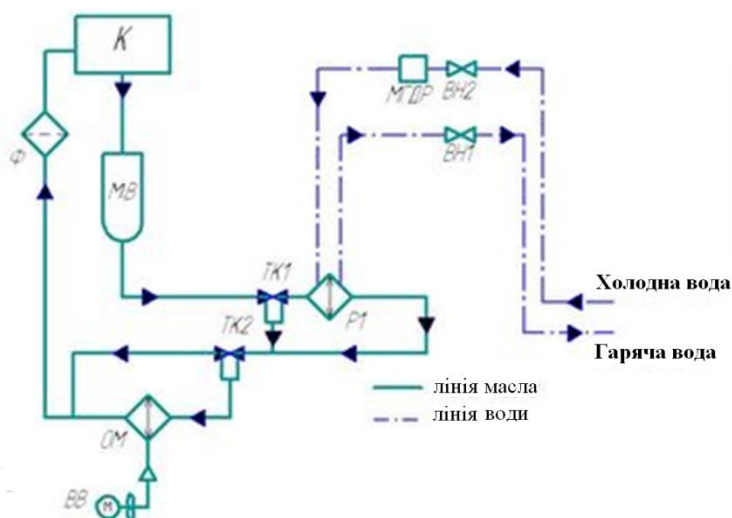 К
МГДР
ВН2
Ф
ВН1
МВ
ТК1
Холодна вода
Р1
ТК2
Гаряча вода
лінія масла
лінія води
ОМ
ВВ
М